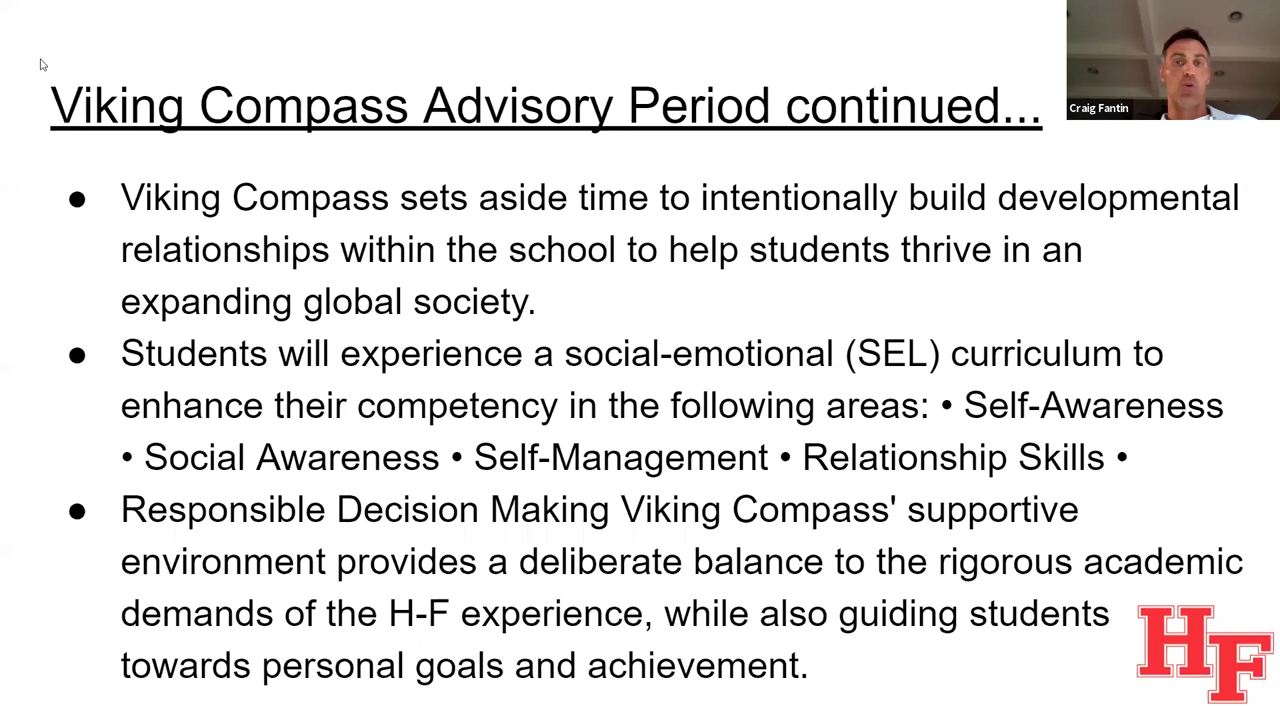 Viking Compass Advisory Period continued...
Craig Fantin
● Viking Compass sets aside time to intentionally build developmental
relationships within the school to help students thrive in an
expanding global society.
● Students will experience a social-emotional (SEL) curriculum to
enhance their competency in the following areas: • Self-Awareness
• Social Awareness • Self-Management • Relationship Skills •
● Responsible Decision Making Viking Compass' supportive
environment provides a deliberate balance to the rigorous academic
demands of the H-F experience, while also guiding students
towards personal goals and achievement.
HF